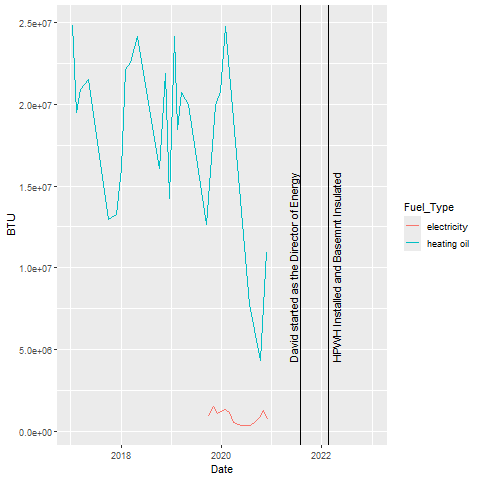 2.5e+07
2.0e+07
1.5e+07
1.0e+07
5.0e+06
0.0e+00
BTU
2018
2020
2022
Date
David started as the Director of Energy
HPWH Installed and Basemnt Insulated
Fuel_Type
electricity
heating oil